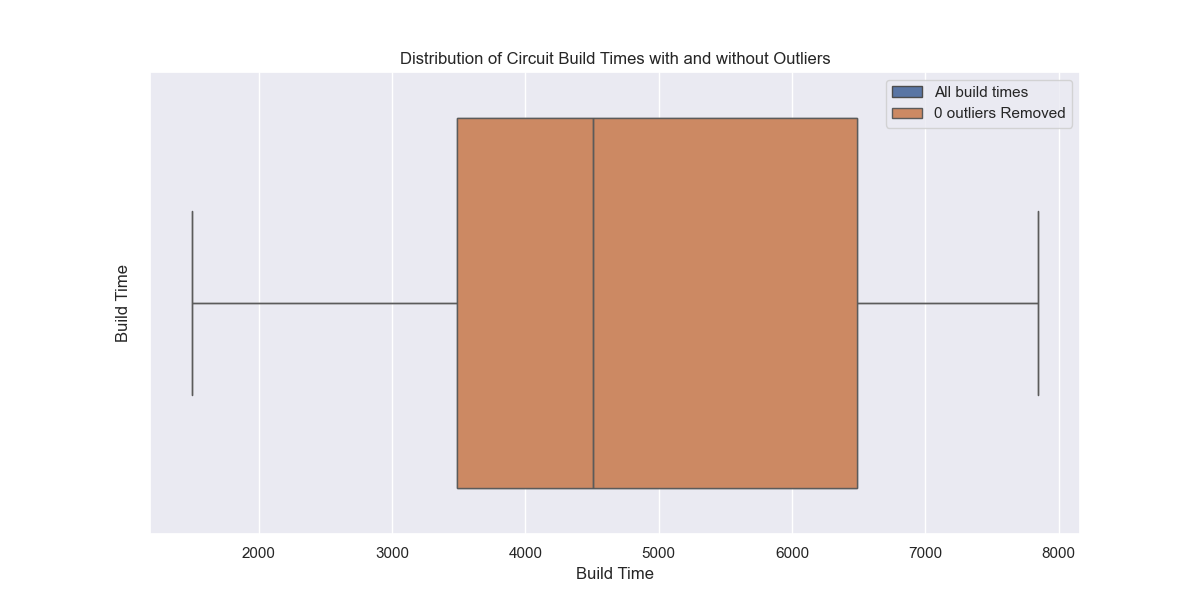 Distribution of Circuit Build Times with and without Outliers
All build times
0 outliers Removed
Build Time
2000 3000 4000 5000 6000 7000 8000
Build Time